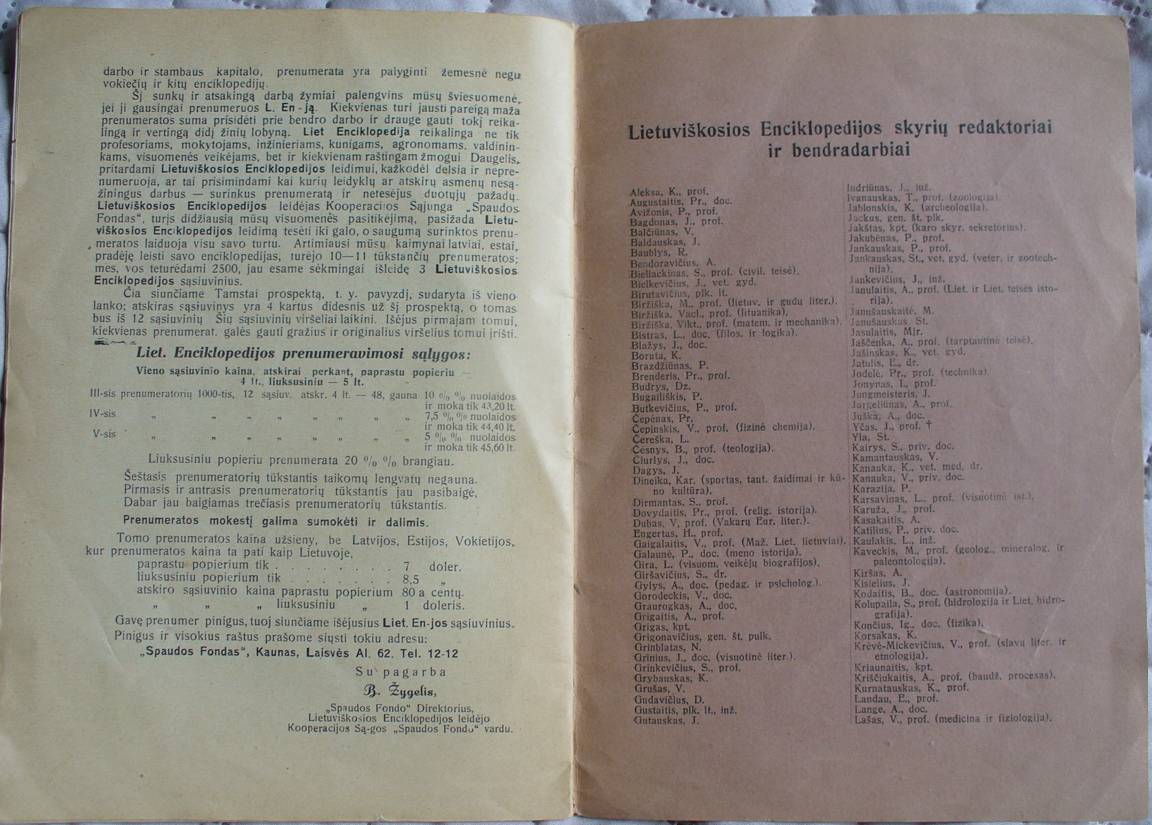 darbo ir stambaus kapitalo, prenumerata yra palyginti žemesnė negu
vokiečių ir kitų enciklopedijų.
Šį sunkų ir atsakingą darbą žymiai palengvins mūsų šviesuomenė,
jei ji gausingai prenumeruos L. En-ją. Kiekvienas turi jausti pareigą maža
prenumeratos suma prisidėti prie bendro darbo ir drauge gauti tokį reika-
lingą ir vertingą didį žinių lobyną. Liet Enciklopedija reikalinga ne tik
profesoriams, mokytojams, inžinieriams, kunigams, agronomams, valdinin-
kams, visuomenės veikėjams, bet ir kiekvienam raštingam žmogui Daugelis,
pritardami Lietuviškosios Enciklopedijos leidimui, kažkodėl delsia ir nepre-
numeruoja, ar tai prisimindami kai kurių leidyklų ar atskirų asmenų nesą-
žiningus darbus — surinkus prenumeratą ir netesėjus duotųjų pažadų.
Lietuviškosios Enciklopedijos leidėjas Kooperacijos Sąjunga „Spaudos
Fondas", turįs didžiausią mūsų visuomenės pasitikėjimą, pasižada Lietu-
viškosios Enciklopedijos leidimą tesėti iki galo, o saugumą surinktos prenu-
meratos laiduoja visu savo turtu. Artimiausi mūsų kaimynai latviai, estai,
pradėję leisti savo enciklopedijas, turėjo 10—11 tūkstančių prenumeratos;
mes, vos teturėdami 2500, jau esame sėkmingai išleidę 3 Lietuviškosios
Enciklopedijos sąsiuvinius.
Čia siunčiame Tamstai prospektą, t. y. pavyzdį, sudarytą iš vieno
lanko; atskiras sąsiuvinys yra 4 kartus didesnis už šį prospektą, o tomas
bus iš 12 sąsiuvinių Šių sąsiuvinių viršeliai laikini. Išėjus pirmajam tomui,
kiekvienas prenumerat. galės gauti gražius ir originalius viršelius tomui įrišti.
Liet. Enciklopedijos prenumeravimosi sąlygos:
Vieno sąsiuvinio kaina, atskirai perkant, paprastu popieriu —
4 lt., liuksusiniu — 5 lt.
III-sis prenumeratorių 1000-tis, 12 sąsiuv. atskr. 4 lt. — 48, gauna 10 % % nuolaidos
ir moka tik 43,20 lt.
IV-sis „ „ „ „ „ „ „ 7,5 % % nuolaidos
ir moka tik 44,40 lt.
V-sis „ „ „ „ „ „ „ 5 % % nuolaidos
ir moka tik 45,60 lt.
Liuksusiniu popieriu prenumerata 20 % % brangiau.
Šeštasis prenumeratorių tūkstantis taikomų lengvatų negauna.
Pirmasis ir antrasis prenumeratorių tūkstantis jau pasibaigė,
Dabar jau baigiamas trečiasis prenumeratorių tūkstantis.
Prenumeratos mokestį galima sumokėti ir dalimis.
Tomo prenumeratos kaina užsieny, be Latvijos, Estijos, Vokietijos,
kur prenumeratos kaina ta pati kaip Lietuvoje,
paprastu popierium tik . . . . . . . 7 doler.
liuksusiniu popierium tik . . . . . . 8,5 „
atskiro sąsiuvinio kaina paprastu popierium 80 a centų.
„ „ „ liuksusiniu „ 1 doleris.
Gavę prenumer pinigus, tuoj siunčiame išėjusius Liet. En-jos sąsiuvinius.
Pinigus ir visokius raštus prašome siųsti tokiu adresu:
„Spaudos Fondas", Kaunas, Laisvės Al. 62. Tel. 12-12
Su pagarba
B. Žygelis,
„Spaudos Fondo" Direktorius,
Lietuviškosios Enciklopedijos leidėjo
Kooperacijos Są-gos „Spaudos Fondo" vardu.
Lietuviškosios Enciklopedijos skyrių redaktoriai
ir bendradarbiai
Aleksa, K., prof.
Augustaitis, Pr., doc.
Avižonis, P., prof.
Bagdonas, J., prof.
Balčiūnas, V.
Baldauskas, J.
Baublys, R.
Bendoravičius, A.
Bieliackinas, S., prof. (civil. teisė).
Bielkevičius, J., vet. gyd.
Birutavičius, plk. lt.
Biržiška, M., prof. (lietuv. ir gudų liter.).
Biržiška, Vacl., prof. (lituanika).
Biržiška, Vikt., prof. (matem. ir mechanika).
Bistras, L., doc. (filos. ir logika).
Blažys, J., doc.
Boruta, K.
Brazdžiūnas, P.
Brenderis, Pr., prof.
Budrys, Dz.
Bugailiškis, P.
Butkevičius, P., prof.
Čepėnas, Pr,
Čepinskis, V., prof. (fizinė chemija).
Čereška, L.
Česnys, B., prof. (teologija).
Čiurlys, J., doc.
Dagys, J.
Dineika, Kar. (sportas, taut. žaidimai ir kū-
no kultūra).
Dirmantas, S., prof.
Dovydaitis, Pr., prof. (relig. istorija).
Dubas, V, prof. (Vakarų Eur. liter.).
Engertas, H., prof.
Gaigalaitis, V., prof. (Maž. Liet. lietuviai).
Galaunė, P., doc. (meno istorija).
Gira, L. (visuom. veikėjų biografijos).
Giršavičius, S., dr.
Gylys, A., doc. (pedag. ir psicholog.).
Gorodeckis, V., doc.
Graurogkas, A., doc,
Grigaitis, A., prof.
Grigas, kpt.
Grigonavičius, gen. št. pulk.
Grinblatas, N.
Grinius, J., doc. (visuotinė liter.).
Grinkevičius, S., prof.
Grybauskas, K.
Grušas, V.
Gudavičius, D.
Gustaitis, plk. lt., inž.
Gutauskas, J.
Indriūnas, J., inž.
Ivanauskas, T., prof. (zoologija).
Jablonskis, K. (archeologija).
Jackus, gen. št. plk.
Jakštas, kpt. (karo skyr. sekretorius).
Jakubėnas, P., prof.
Jankauskas, P., prof.
Jankauskas, St., vet. gyd. (veter. ir zootech-
nija).
Jankevičius, J., inž.
Janulaitis, A., prof. (Liet. ir Liet. teisės isto-
rija).
Janušauskaitė, M.
Janušauskas St.
Jasulaitis, Mjr.
Jaščenka, A., prof. (tarptautinė teisė).
Jašinskas, K., vet. gyd.
Jatulis, E., dr.
Jodelė, Pr., prof. (technika).
Jonynas, I., prof.
Jungmeisteris, J.
Jurgeliūnas, A., prof.
Juška, A., doc.
Yčas, J., prof. †
Yla, St.
Kairys, S., priv. doc.
Kamantauskas, V.
Kanauka, K., vet. med. dr.
Kanauka, V., priv. doc.
Karazija, P.
Karsavinas, L., prof. (visuotinė ist.).
Karuža, J., prof.
Kasakaitis, A.
Katilius, P., priv. doc.
Kaulakis, L., inž.
Kaveckis, M., prof. (geolog., mineralog. ir
paleontologija).
Kiršas, A.
Kisielius, J.
Kodaitis, B., doc. (astronomija).
Kolupaila, S., prof. (hidrologija ir Liet. hidro-
grafija).
Končius, Ig., doc. (fizika).
Korsakas, K.
Krėvė-Mickevičius, V., prof. (slavų liter. ir
etnologija).
Kriaunaitis, kpt.
Kriščiukaitis, A., prof. (baudž. procesas).
Kurnatauskas, K., prof.
Landau, E., prof.
Lange, A., doc.
Lašas, V., prof. (medicina ir fiziologija).